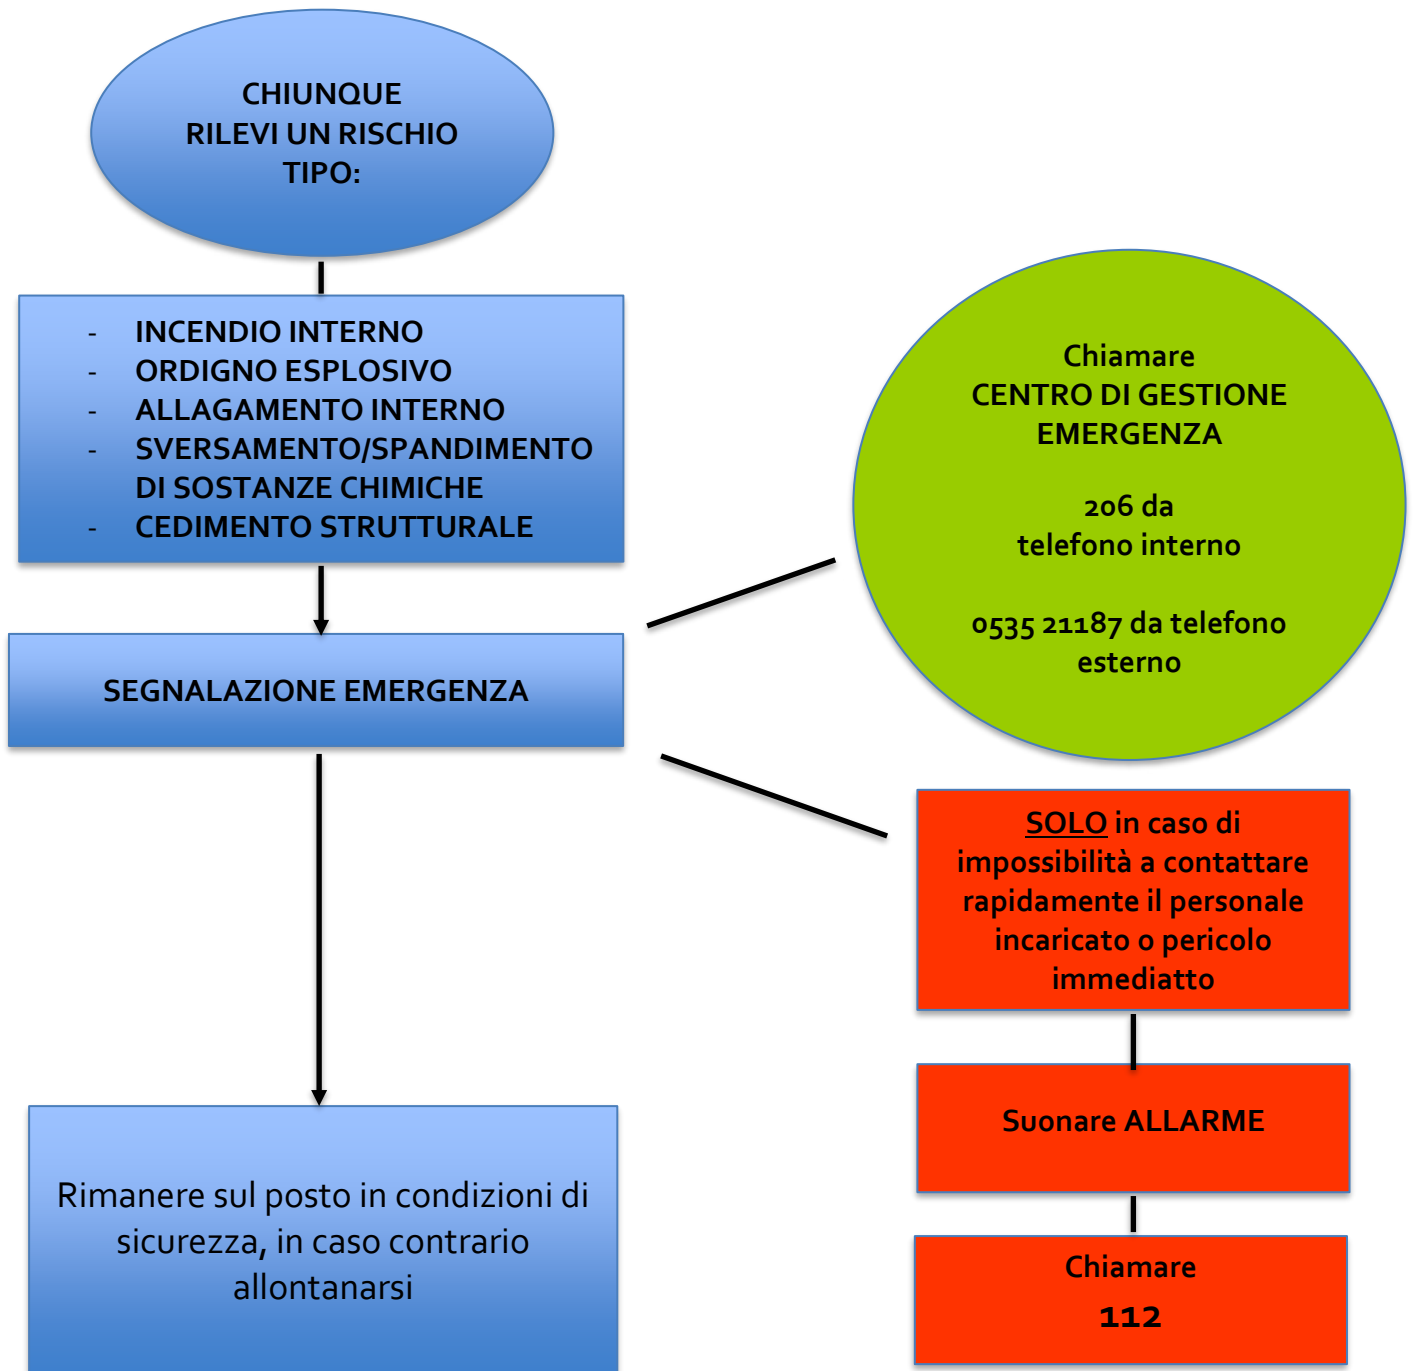 CHIUNQUE
RILEVI UN RISCHIO
TIPO:
- INCENDIO INTERNO
- ORDIGNO ESPLOSIVO
- ALLAGAMENTO INTERNO
- SVERSAMENTO/SPANDIMENTO
DI SOSTANZE CHIMICHE
- CEDIMENTO STRUTTURALE
SEGNALAZIONE EMERGENZA
Chiamare
CENTRO DI GESTIONE
EMERGENZA
206 da
telefono interno
0535 21187 da telefono
esterno
SOLO in caso di
impossibilità a contattare
rapidamente il personale
incaricato o pericolo
immediatto
Suonare ALLARME
Chiamare
112
Rimanere sul posto in condizioni di
sicurezza, in caso contrario
allontanarsi